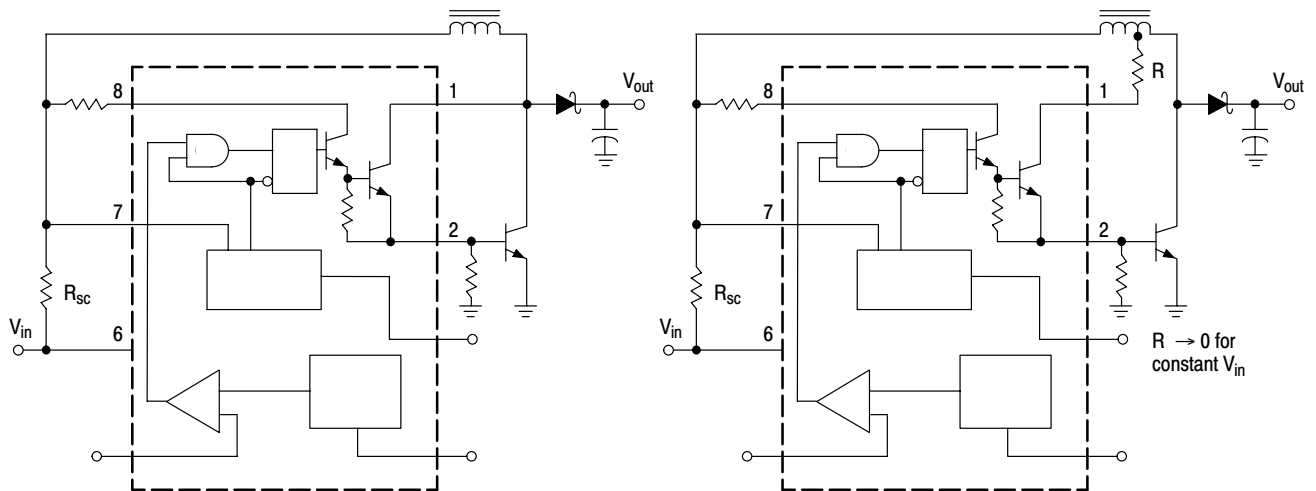 V_out
8
1
7
2
R_sc
V_in
6
R
V_out
8
1
7
2
R_sc
V_in
6
R → 0 for
constant V_in